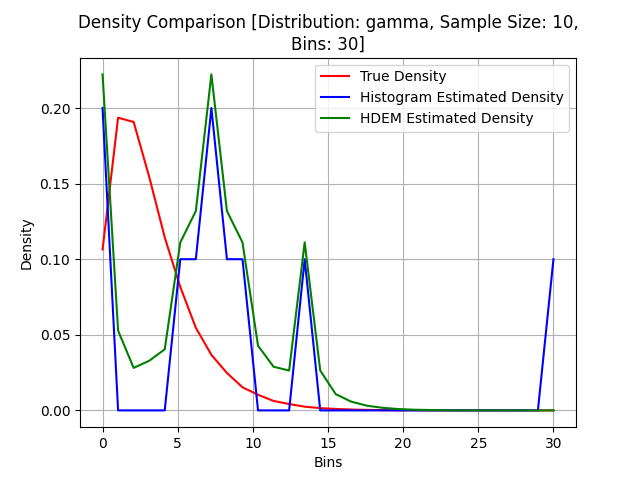 Density Comparison [Distribution: gamma, Sample Size: 10,
Bins: 30]
True Density
Histogram Estimated Density
HDEM Estimated Density
Density
0.20
0.15
0.10
0.05
0.00
0 5 10 15 20 25 30
Bins